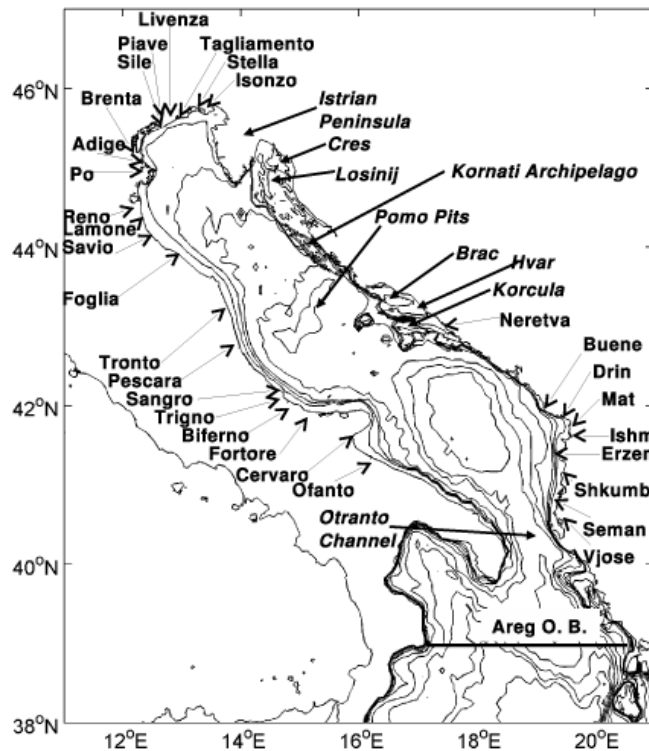 Livenza
Piave
Tagliamento
Sile
Stella
Isonzo
46°N
Brenta
Istrian
Peninsula
Adige
Cres
Po
Losinij
Kornati Archipelago
Reno
Pomo Pits
Lamone
44°N
Savio
Brac
Hvar
Foglia
Korcula
Neretva
Buene
Tronto
Drin
Pescara
Sangro
Mat
42°N
Trigno
Ishm
Biferno
Erzen
Fortore
Cervaro
Shkumb
Ofanto
Otranto
Seman
Channel
Vjose
40°N
Areg O. B.
38°N
12°E
14°E
16°E
18°E
20°E